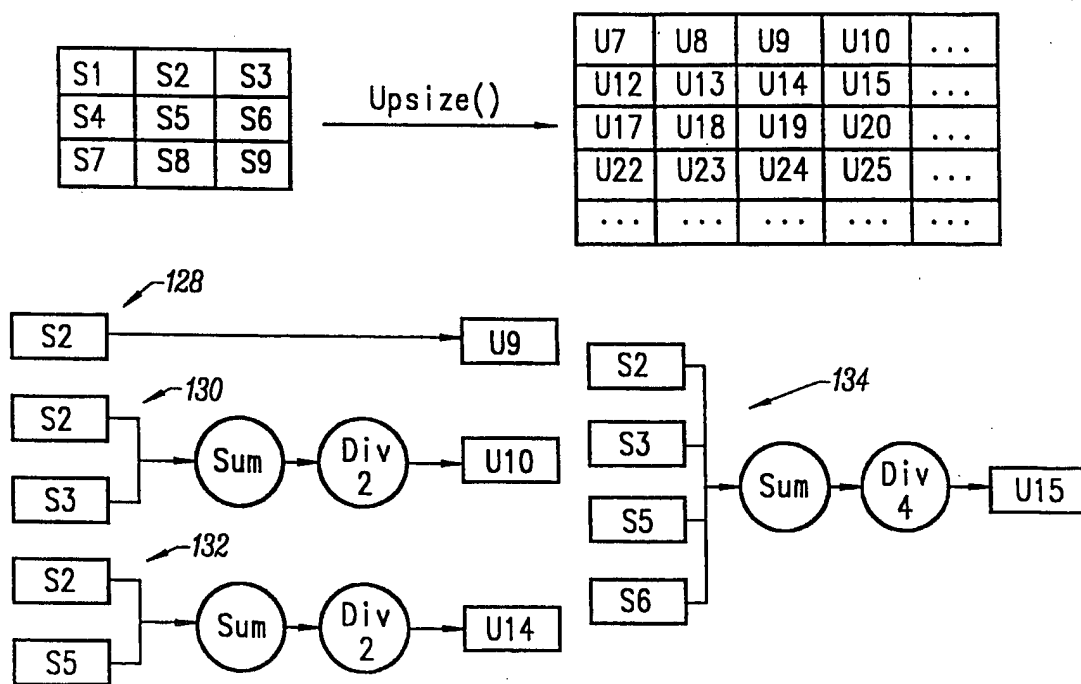 S1 S2 S3
S4 S5 S6
S7 S8 S9
Upsize()
U7 U8 U9 U10 ...
U12 U13 U14 U15 ...
U17 U18 U19 U20 ...
U22 U23 U24 U25 ...
... ... ... ... ...
128
S2 U9
130
S2
S3
Sum
Div 2
U10
132
S2
S5
Sum
Div 2
U14
134
S2
S3
S5
S6
Sum
Div 4
U15